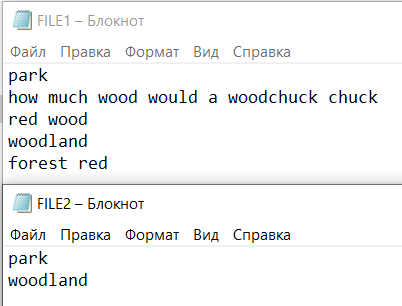 FILE1 – Блокнот
Файл Правка Формат Вид Справка
park
how much wood would a woodchuck chuck
red wood
woodland
forest red
FILE2 – Блокнот
Файл Правка Формат Вид Справка
park
woodland